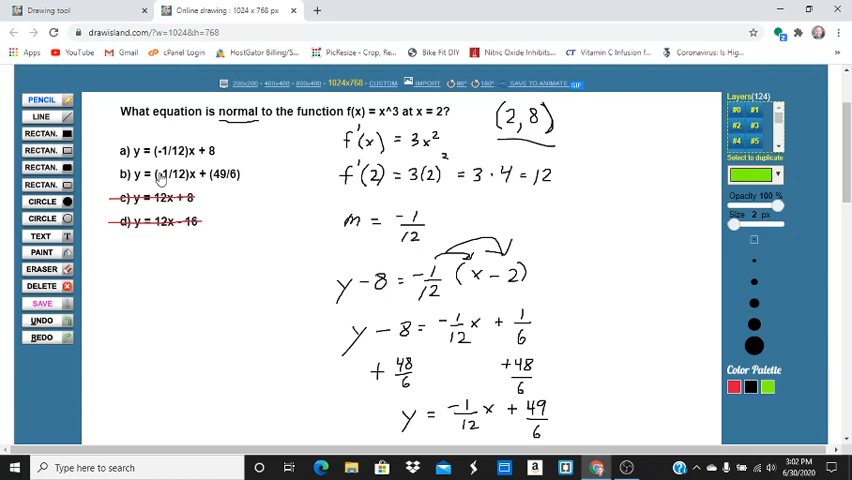 Drawing tool
Online drawing : 1024 x 768 px
drawisland.com/?w=1024&h=768
Apps
YouTube
Gmail
cPanel Login
HostGator Billing/S...
PicResize - Crop, Re...
Bike Fit DIY
Nitric Oxide Inhibits...
CT Vitamin C Infusion f...
Coronavirus: Is Hig...
200x200 - 400x400 - 800x400 - 1024x768 - CUSTOM
IMPORT
90°
180°
SAVE TO ANIMATE GIF
PENCIL
LINE
RECTAN.
RECTAN.
RECTAN.
RECTAN.
CIRCLE
CIRCLE
TEXT
PAINT
ERASER
DELETE
SAVE
UNDO
REDO
What equation is normal to the function f(x) = x^3 at x = 2?
a) y = (-1/12)x + 8
b) y = (-1/12)x + (49/6)
c) y = 12x + 8
d) y = 12x - 16
(2, 8)
f'(x) = 3x²
f'(2) = 3(2)² = 3 · 4 = 12
m = -1/12
y - 8 = -1/12 (x - 2)
y - 8 = -1/12 x + 1/6
+ 48/6 +48/6
y = -1/12 x + 49/6
Layers(124)
#0 #1
#2 #3
#4 #5
Select to duplicate
Opacity 100 %
Size 2 px
Color Palette
Type here to search
3:02 PM
6/30/2020